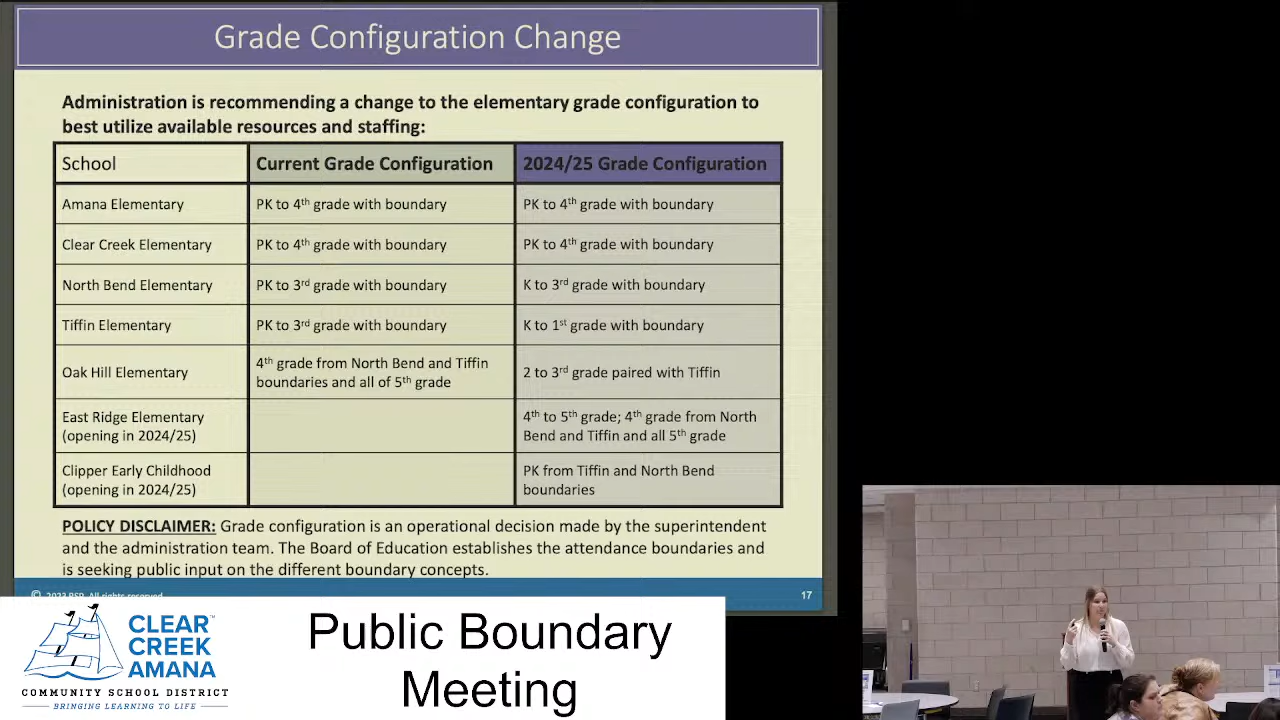 Grade Configuration Change
Administration is recommending a change to the elementary grade configuration to
best utilize available resources and staffing:
School Current Grade Configuration 2024/25 Grade Configuration
Amana Elementary PK to 4th grade with boundary PK to 4th grade with boundary
Clear Creek Elementary PK to 4th grade with boundary PK to 4th grade with boundary
North Bend Elementary PK to 3rd grade with boundary K to 3rd grade with boundary
Tiffin Elementary PK to 3rd grade with boundary K to 1st grade with boundary
Oak Hill Elementary
4th grade from North Bend and Tiffin
boundaries and all of 5th grade
2 to 3rd grade paired with Tiffin
East Ridge Elementary
(opening in 2024/25)
4th to 5th grade; 4th grade from North
Bend and Tiffin and all 5th grade
Clipper Early Childhood
(opening in 2024/25)
PK from Tiffin and North Bend
boundaries
POLICY DISCLAIMER: Grade configuration is an operational decision made by the superintendent
and the administration team. The Board of Education establishes the attendance boundaries and
is seeking public input on the different boundary concepts.
© 2023 RSP. All rights reserved 17
CLEAR
CREEK
AMANA
COMMUNITY SCHOOL DISTRICT
BRINGING LEARNING TO LIFE
Public Boundary
Meeting